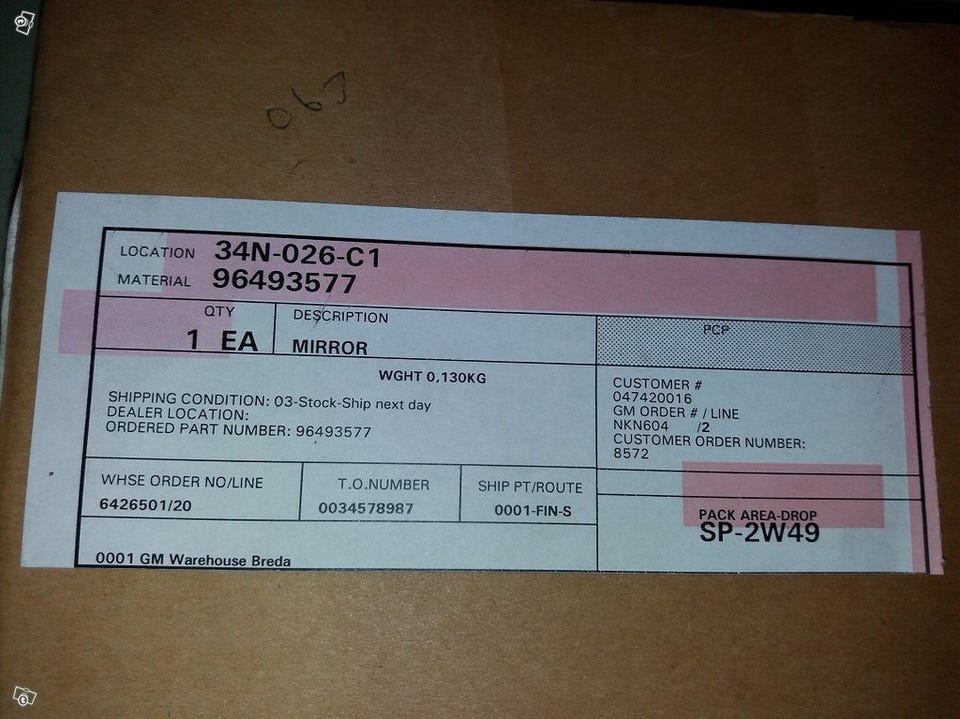 LOCATION 34N-026-C1
MATERIAL 96493577
QTY
1 EA
DESCRIPTION
MIRROR
PCP
WGHT 0,130KG
SHIPPING CONDITION: 03-Stock-Ship next day
DEALER LOCATION:
ORDERED PART NUMBER: 96493577
CUSTOMER #
047420016
GM ORDER # / LINE
NKN604 /2
CUSTOMER ORDER NUMBER:
8572
WHSE ORDER NO/LINE
6426501/20
T.O.NUMBER
0034578987
SHIP PT/ROUTE
0001-FIN-S
PACK AREA-DROP
SP-2W49
0001 GM Warehouse Breda